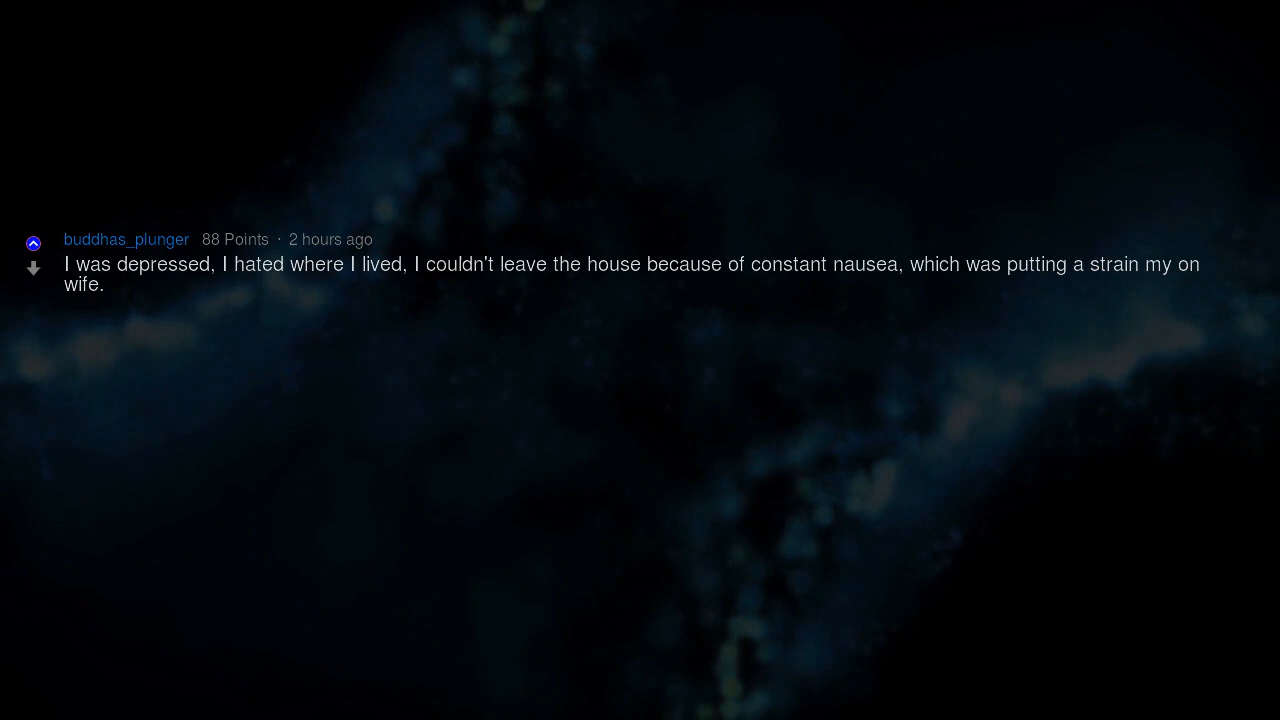 buddhas_plunger 88 Points · 2 hours ago
I was depressed, I hated where I lived, I couldn't leave the house because of constant nausea, which was putting a strain my on
wife.